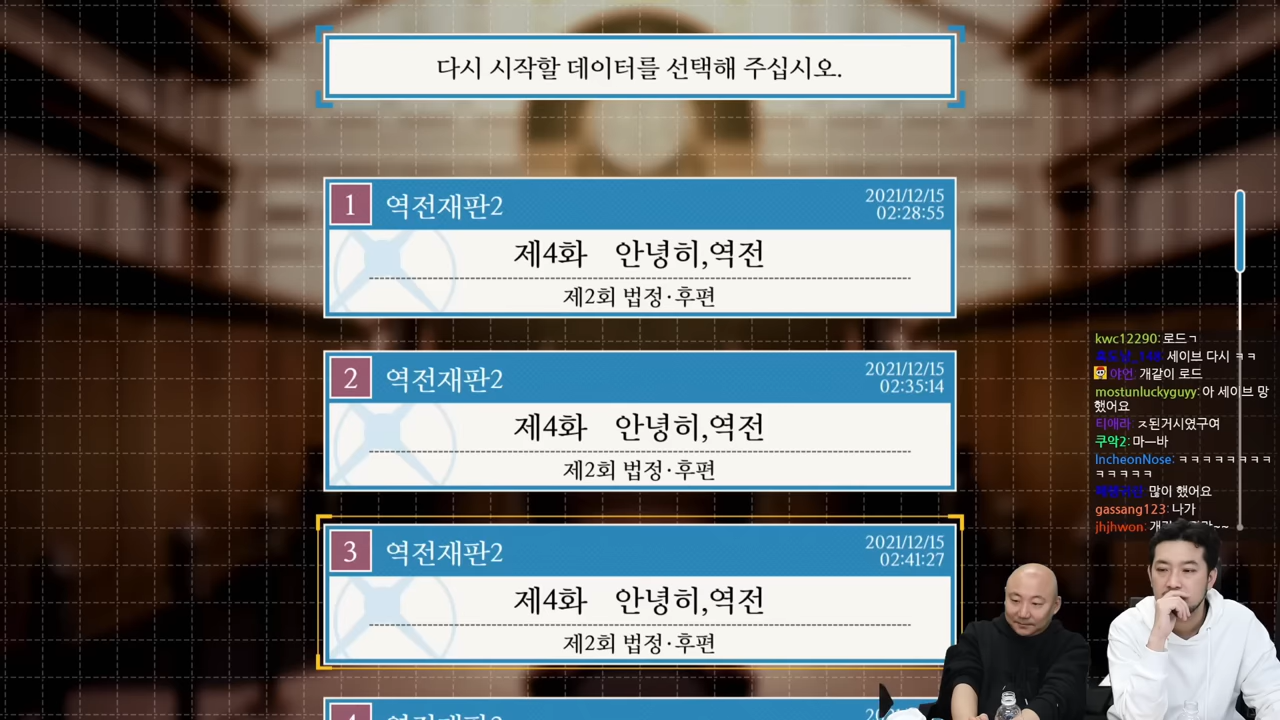 다시 시작할 데이터를 선택해 주십시오.
1 역전재판2 2021/12/15
02:28:55
제4화 안녕히,역전
제2회 법정·후편
2 역전재판2 2021/12/15
02:35:14
제4화 안녕히,역전
제2회 법정·후편
3 역전재판2 2021/12/15
02:41:27
제4화 안녕히,역전
제2회 법정·후편
kwc12290: 로드ㄱ
세이브 다시 ㅋㅋ
야언: 개같이 로드
mostunluckyguyy: 아 세이브 망
했어요
티애라: ㅈ된거시였구여
쿠악2: 마—바
IncheonNose: ㅋㅋㅋㅋㅋㅋㅋㅋ
ㅋㅋㅋㅋㅋ
많이 했어요
gassang123: 나가
jhjhwon: